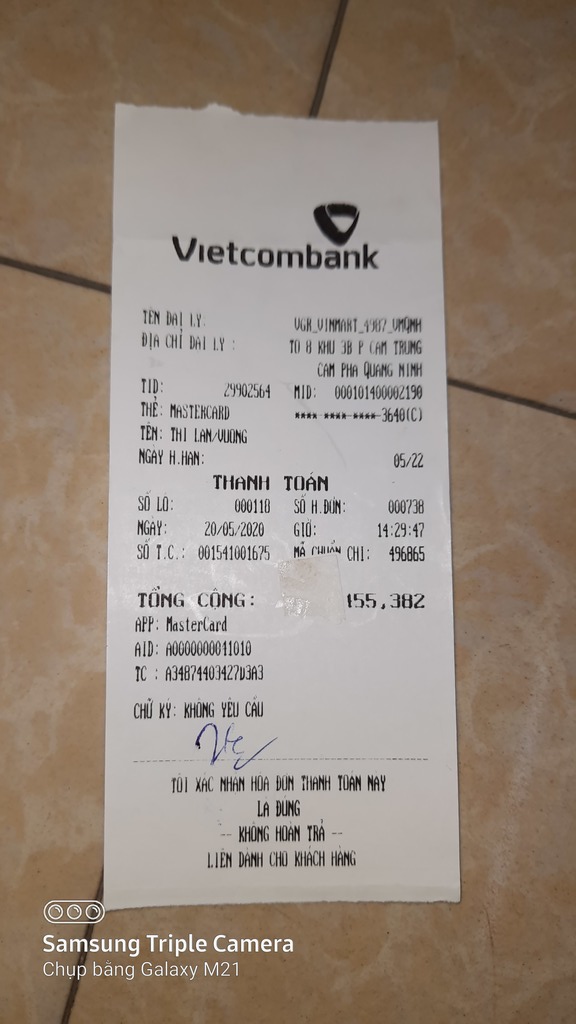 Vietcombank
TÊN ĐẠI LÝ: VGR_VINMART_4987_VMQNH
ĐỊA CHỈ ĐẠI LÝ : TO 8 KHU 3B P CAM TRUNG
CAM PHA QUANG NINH
TID: 29902564 MID: 000101400002190
THẺ: MASTERCARD **** **** **** 3640(C)
TÊN: THI LAN/VUONG
NGÀY H.HẠN: 05/22
THANH TOÁN
SỐ LÔ: 000118 SỐ H.ĐƠN: 000738
NGÀY: 20/05/2020 GIỜ: 14:29:47
SỐ T.C.: 001541001675 MÃ CHUẨN CHI: 496865
TỔNG CỘNG: 155,382
APP: MasterCard
AID: A0000000041010
TC : A34874403427D3A3
CHỮ KÝ: KHÔNG YÊU CẦU
TÔI XÁC NHẬN HÓA ĐƠN THANH TOÁN NÀY
LÀ ĐÚNG
-- KHÔNG HOÀN TRẢ --
LIÊN DÀNH CHO KHÁCH HÀNG
Samsung Triple Camera
Chụp bằng Galaxy M21